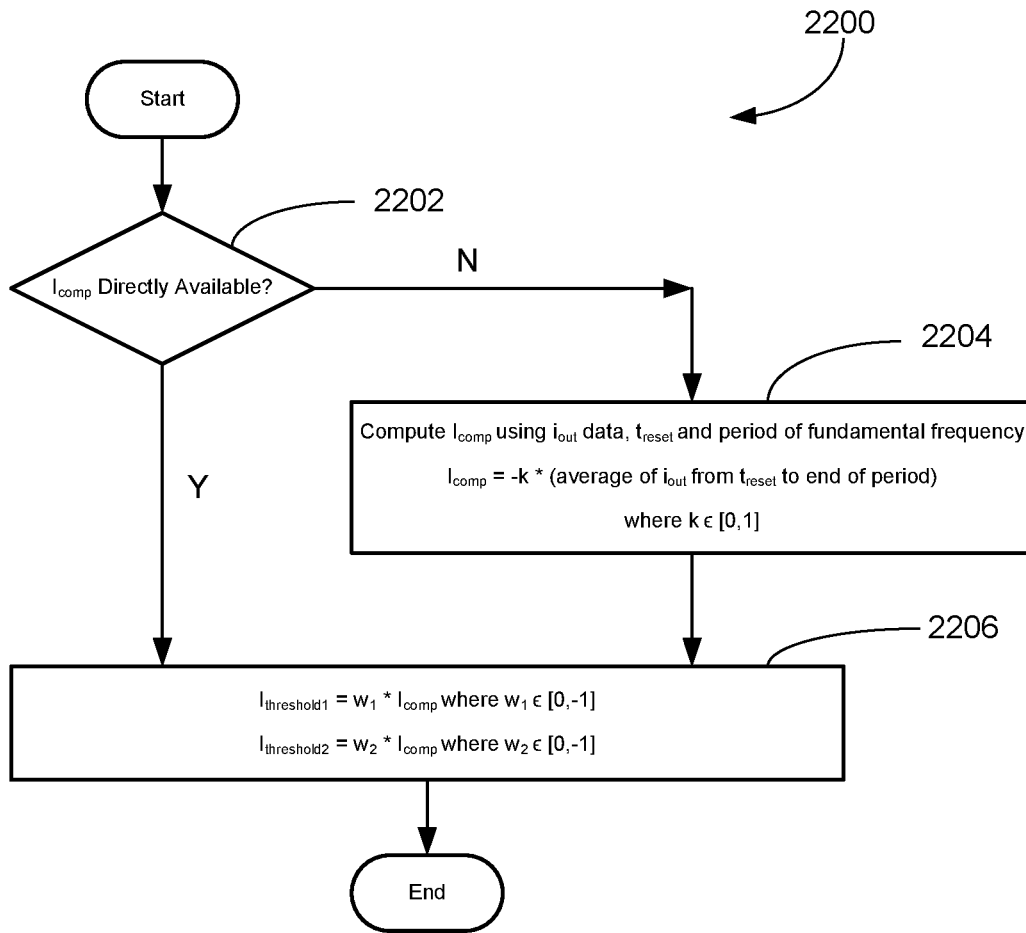 2200
Start
2202
I_comp Directly Available?
N
2204
Compute I_comp using i_out data, t_reset and period of fundamental frequency
I_comp = -k * (average of i_out from t_reset to end of period)
where k ϵ [0,1]
Y
2206
I_threshold1 = w_1 * I_comp where w_1 ϵ [0,-1]
I_threshold2 = w_2 * I_comp where w_2 ϵ [0,-1]
End